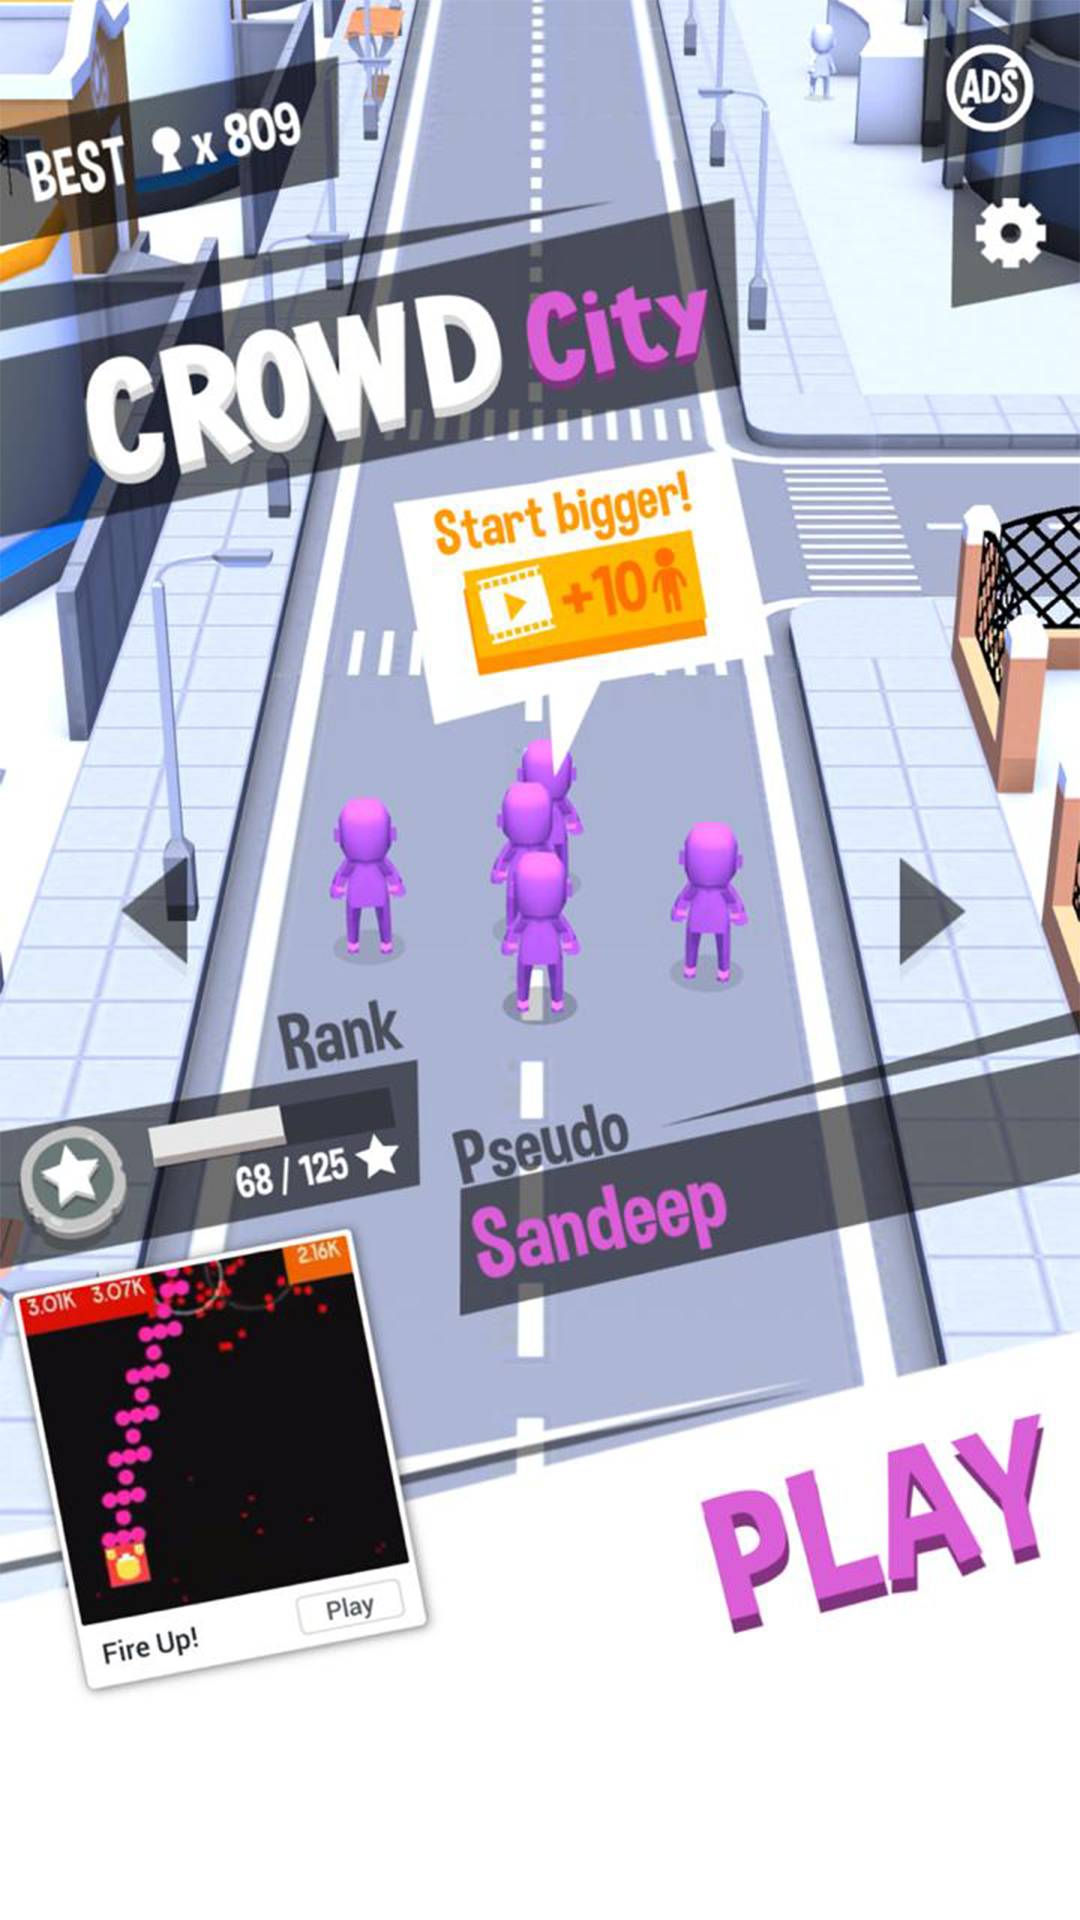 BEST x 809
ADS
CROWD City
Start bigger!
+10
Rank
68 / 125
Pseudo
Sandeep
3.01K 3.07K 2.16K
Fire Up!
Play
PLAY